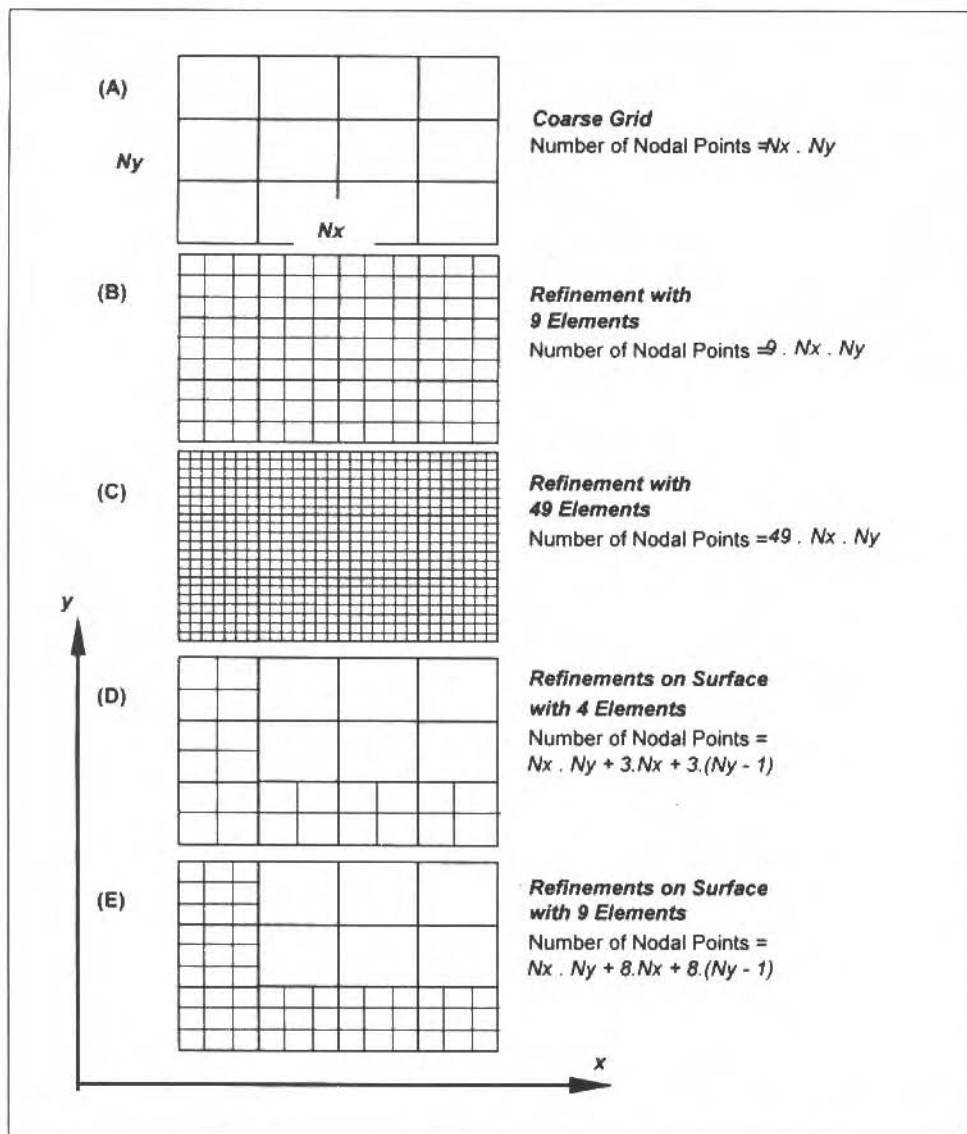 (A)
Ny
Nx
Coarse Grid
Number of Nodal Points =Nx . Ny
(B)
Refinement with
9 Elements
Number of Nodal Points =9 . Nx . Ny
(C)
Refinement with
49 Elements
Number of Nodal Points =49 . Nx . Ny
y
(D)
Refinements on Surface
with 4 Elements
Number of Nodal Points =
Nx . Ny + 3.Nx + 3.(Ny - 1)
(E)
Refinements on Surface
with 9 Elements
Number of Nodal Points =
Nx . Ny + 8.Nx + 8.(Ny - 1)
x